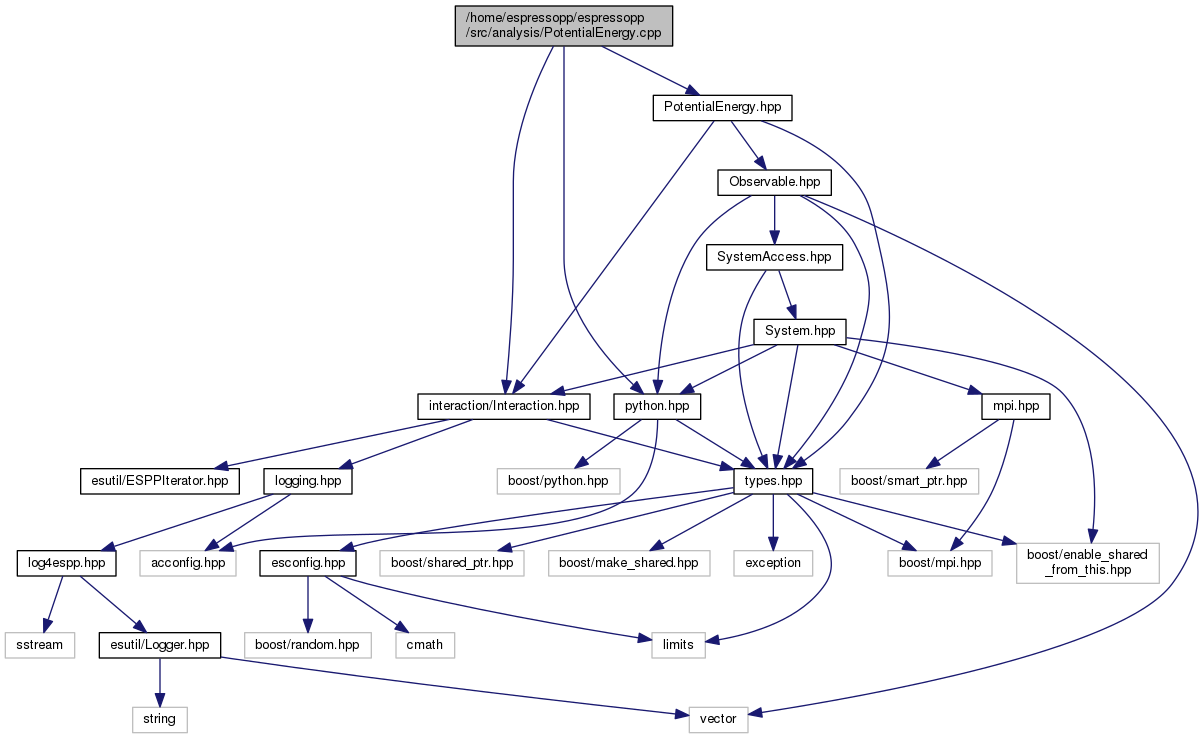 /home/espressopp/espressopp
/src/analysis/PotentialEnergy.cpp
PotentialEnergy.hpp
Observable.hpp
SystemAccess.hpp
System.hpp
interaction/Interaction.hpp
python.hpp
mpi.hpp
esutil/ESPPIterator.hpp
logging.hpp
boost/python.hpp
types.hpp
boost/smart_ptr.hpp
log4espp.hpp
acconfig.hpp
esconfig.hpp
boost/shared_ptr.hpp
boost/make_shared.hpp
exception
boost/mpi.hpp
boost/enable_shared
_from_this.hpp
sstream
esutil/Logger.hpp
boost/random.hpp
cmath
limits
string
vector